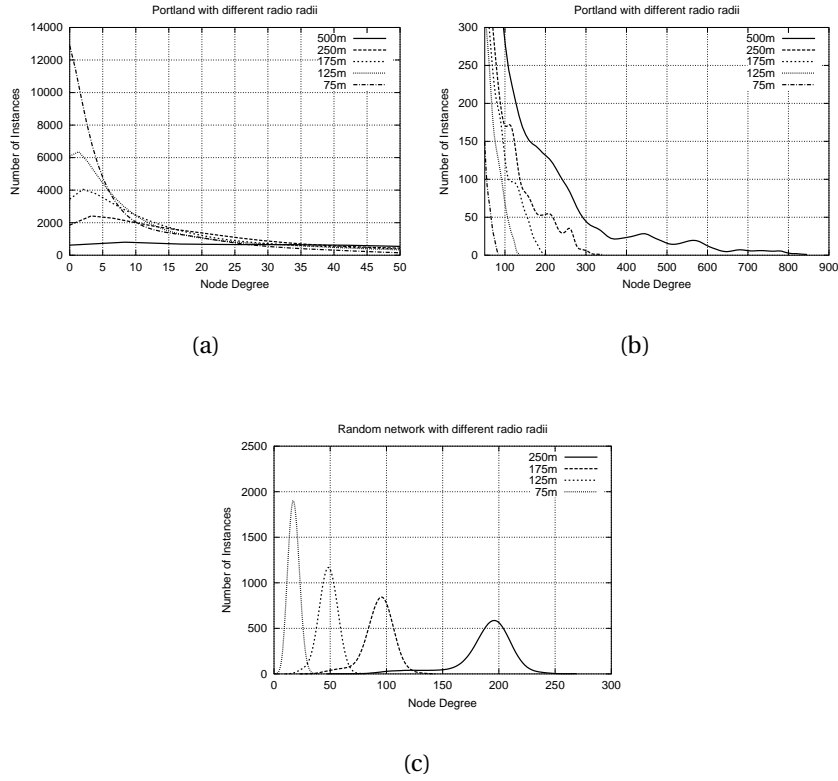 Portland with different radio radii
14000
12000
10000
8000
6000
4000
2000
0
0 5 10 15 20 25 30 35 40 45 50
Number of Instances
Node Degree
500m
250m
175m
125m
75m
(a)
Portland with different radio radii
300
250
200
150
100
50
0
100 200 300 400 500 600 700 800 900
Number of Instances
Node Degree
500m
250m
175m
125m
75m
(b)
Random network with different radio radii
2500
2000
1500
1000
500
0
0 50 100 150 200 250 300
Number of Instances
Node Degree
250m
175m
125m
75m
(c)